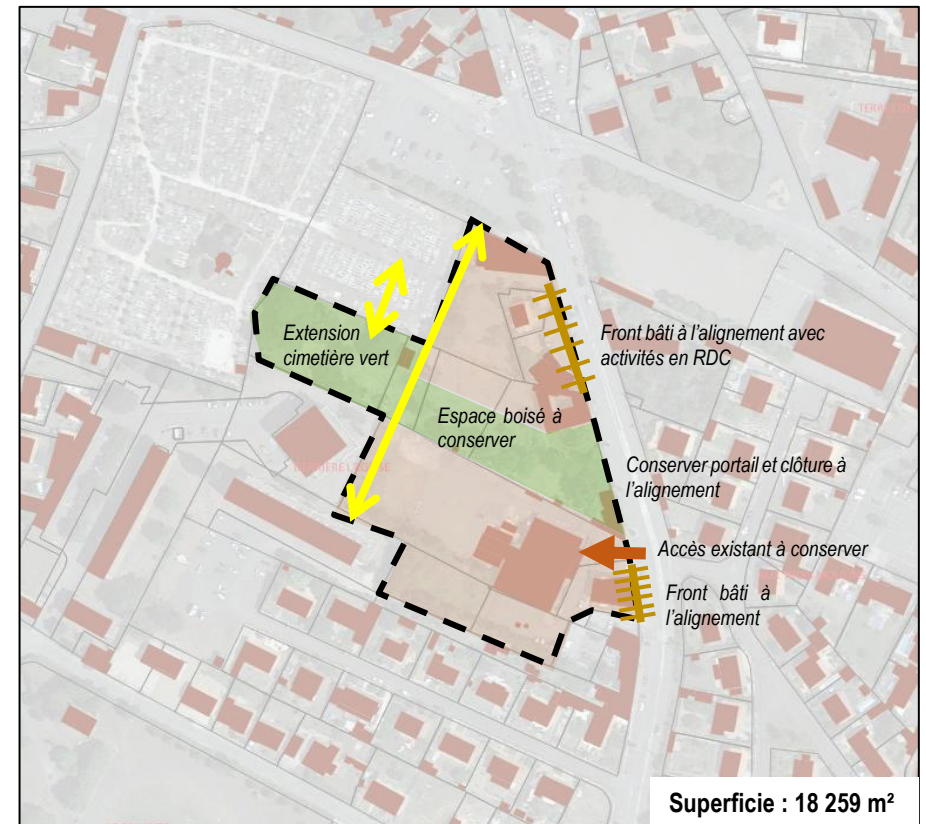 Extension
cimetière vert
Front bâti à l'alignement avec
activités en RDC
Espace boisé à
conserver
Conserver portail et clôture à
l'alignement
Accès existant à conserver
Front bâti à
l'alignement
Superficie : 18 259 m²